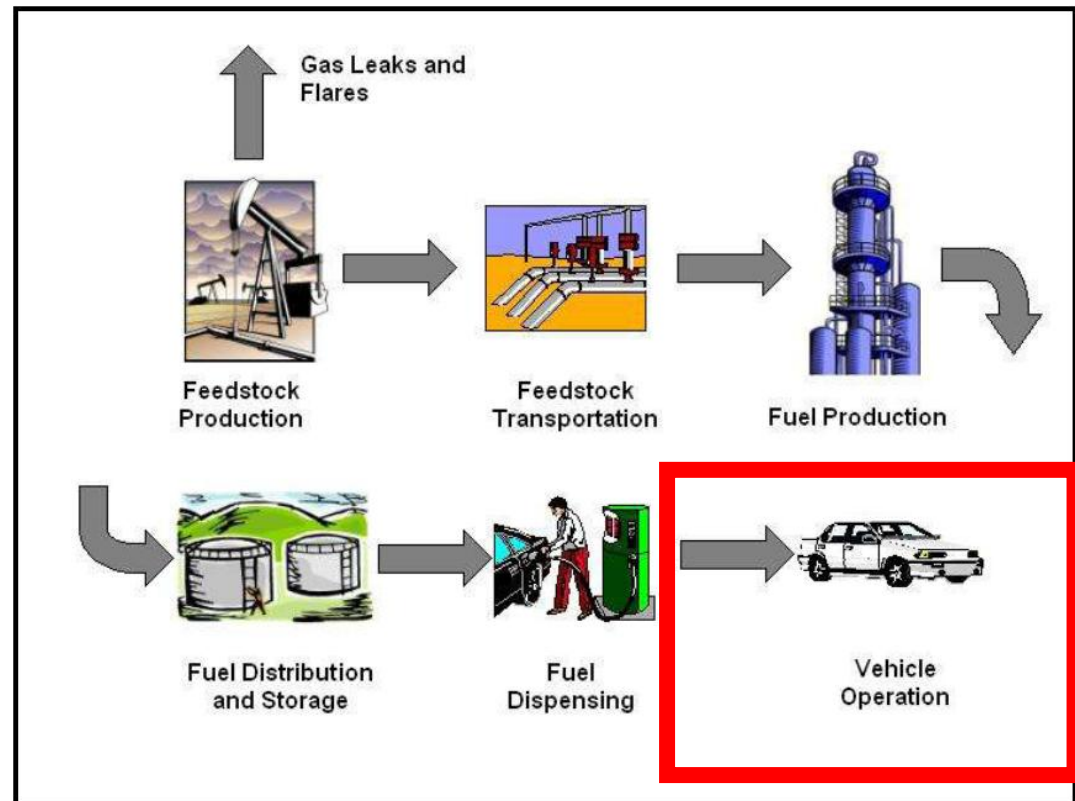 Gas Leaks and
Flares
Feedstock
Production
Feedstock
Transportation
Fuel Production
Fuel Distribution
and Storage
Fuel
Dispensing
Vehicle
Operation